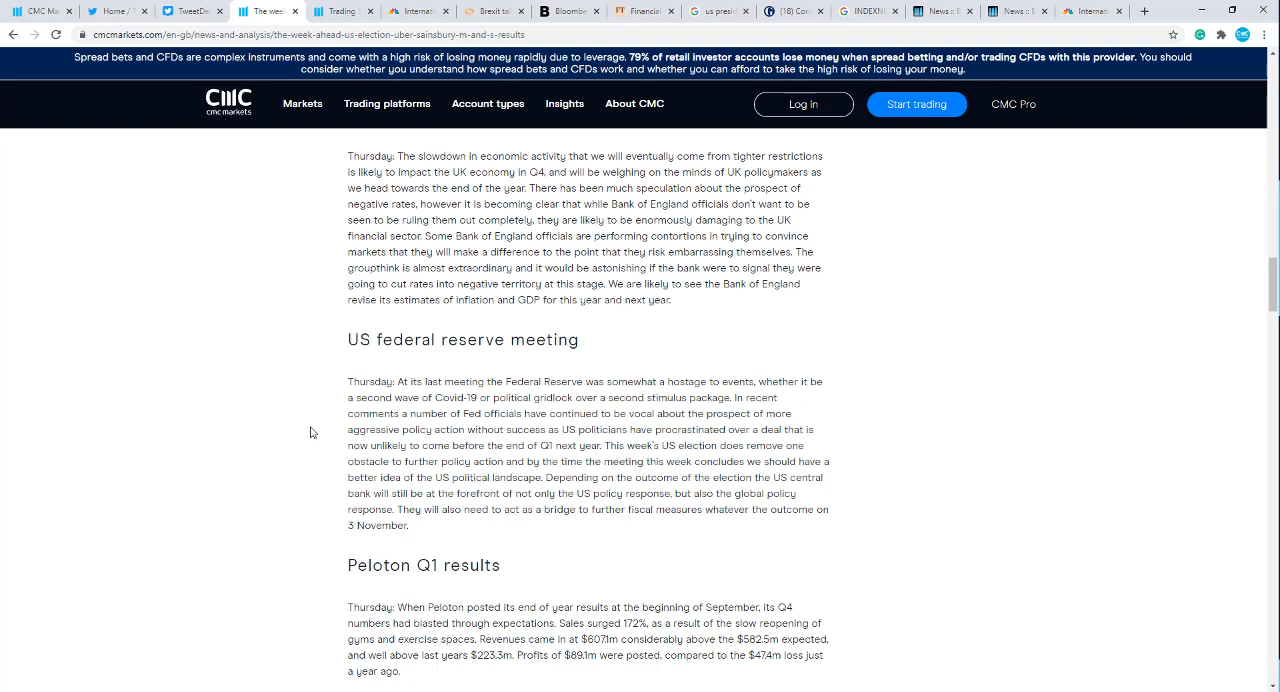 CMC Ma
Home / T
TweetDe
The wee
Trading S
Internati
Brexit tal
Bloombe
Financial
us presid
(18) Cor
INDEXNE
News ::
News ::
Internati
cmcmarkets.com/en-gb/news-and-analysis/the-week-ahead-us-election-uber-sainsbury-m-and-s-results
Spread bets and CFDs are complex instruments and come with a high risk of losing money rapidly due to leverage. 79% of retail investor accounts lose money when spread betting and/or trading CFDs with this provider. You should
consider whether you understand how spread bets and CFDs work and whether you can afford to take the high risk of losing your money.
cmc markets
Markets
Trading platforms
Account types
Insights
About CMC
Log in
Start trading
CMC Pro
Thursday: The slowdown in economic activity that we will eventually come from tighter restrictions
is likely to impact the UK economy in Q4, and will be weighing on the minds of UK policymakers as
we head towards the end of the year. There has been much speculation about the prospect of
negative rates, however it is becoming clear that while Bank of England officials don't want to be
seen to be ruling them out completely, they are likely to be enormously damaging to the UK
financial sector. Some Bank of England officials are performing contortions in trying to convince
markets that they will make a difference to the point that they risk embarrassing themselves. The
groupthink is almost extraordinary and it would be astonishing if the bank were to signal they were
going to cut rates into negative territory at this stage. We are likely to see the Bank of England
revise its estimates of inflation and GDP for this year and next year.
US federal reserve meeting
Thursday: At its last meeting the Federal Reserve was somewhat a hostage to events, whether it be
a second wave of Covid-19 or political gridlock over a second stimulus package. In recent
comments a number of Fed officials have continued to be vocal about the prospect of more
aggressive policy action without success as US politicians have procrastinated over a deal that is
now unlikely to come before the end of Q1 next year. This week's US election does remove one
obstacle to further policy action and by the time the meeting this week concludes we should have a
better idea of the US political landscape. Depending on the outcome of the election the US central
bank will still be at the forefront of not only the US policy response, but also the global policy
response. They will also need to act as a bridge to further fiscal measures whatever the outcome on
3 November.
Peloton Q1 results
Thursday: When Peloton posted its end of year results at the beginning of September, its Q4
numbers had blasted through expectations. Sales surged 172%, as a result of the slow reopening of
gyms and exercise spaces. Revenues came in at $607.1m considerably above the $582.5m expected,
and well above last years $223.3m. Profits of $89.1m were posted, compared to the $47.4m loss just
a year ago.